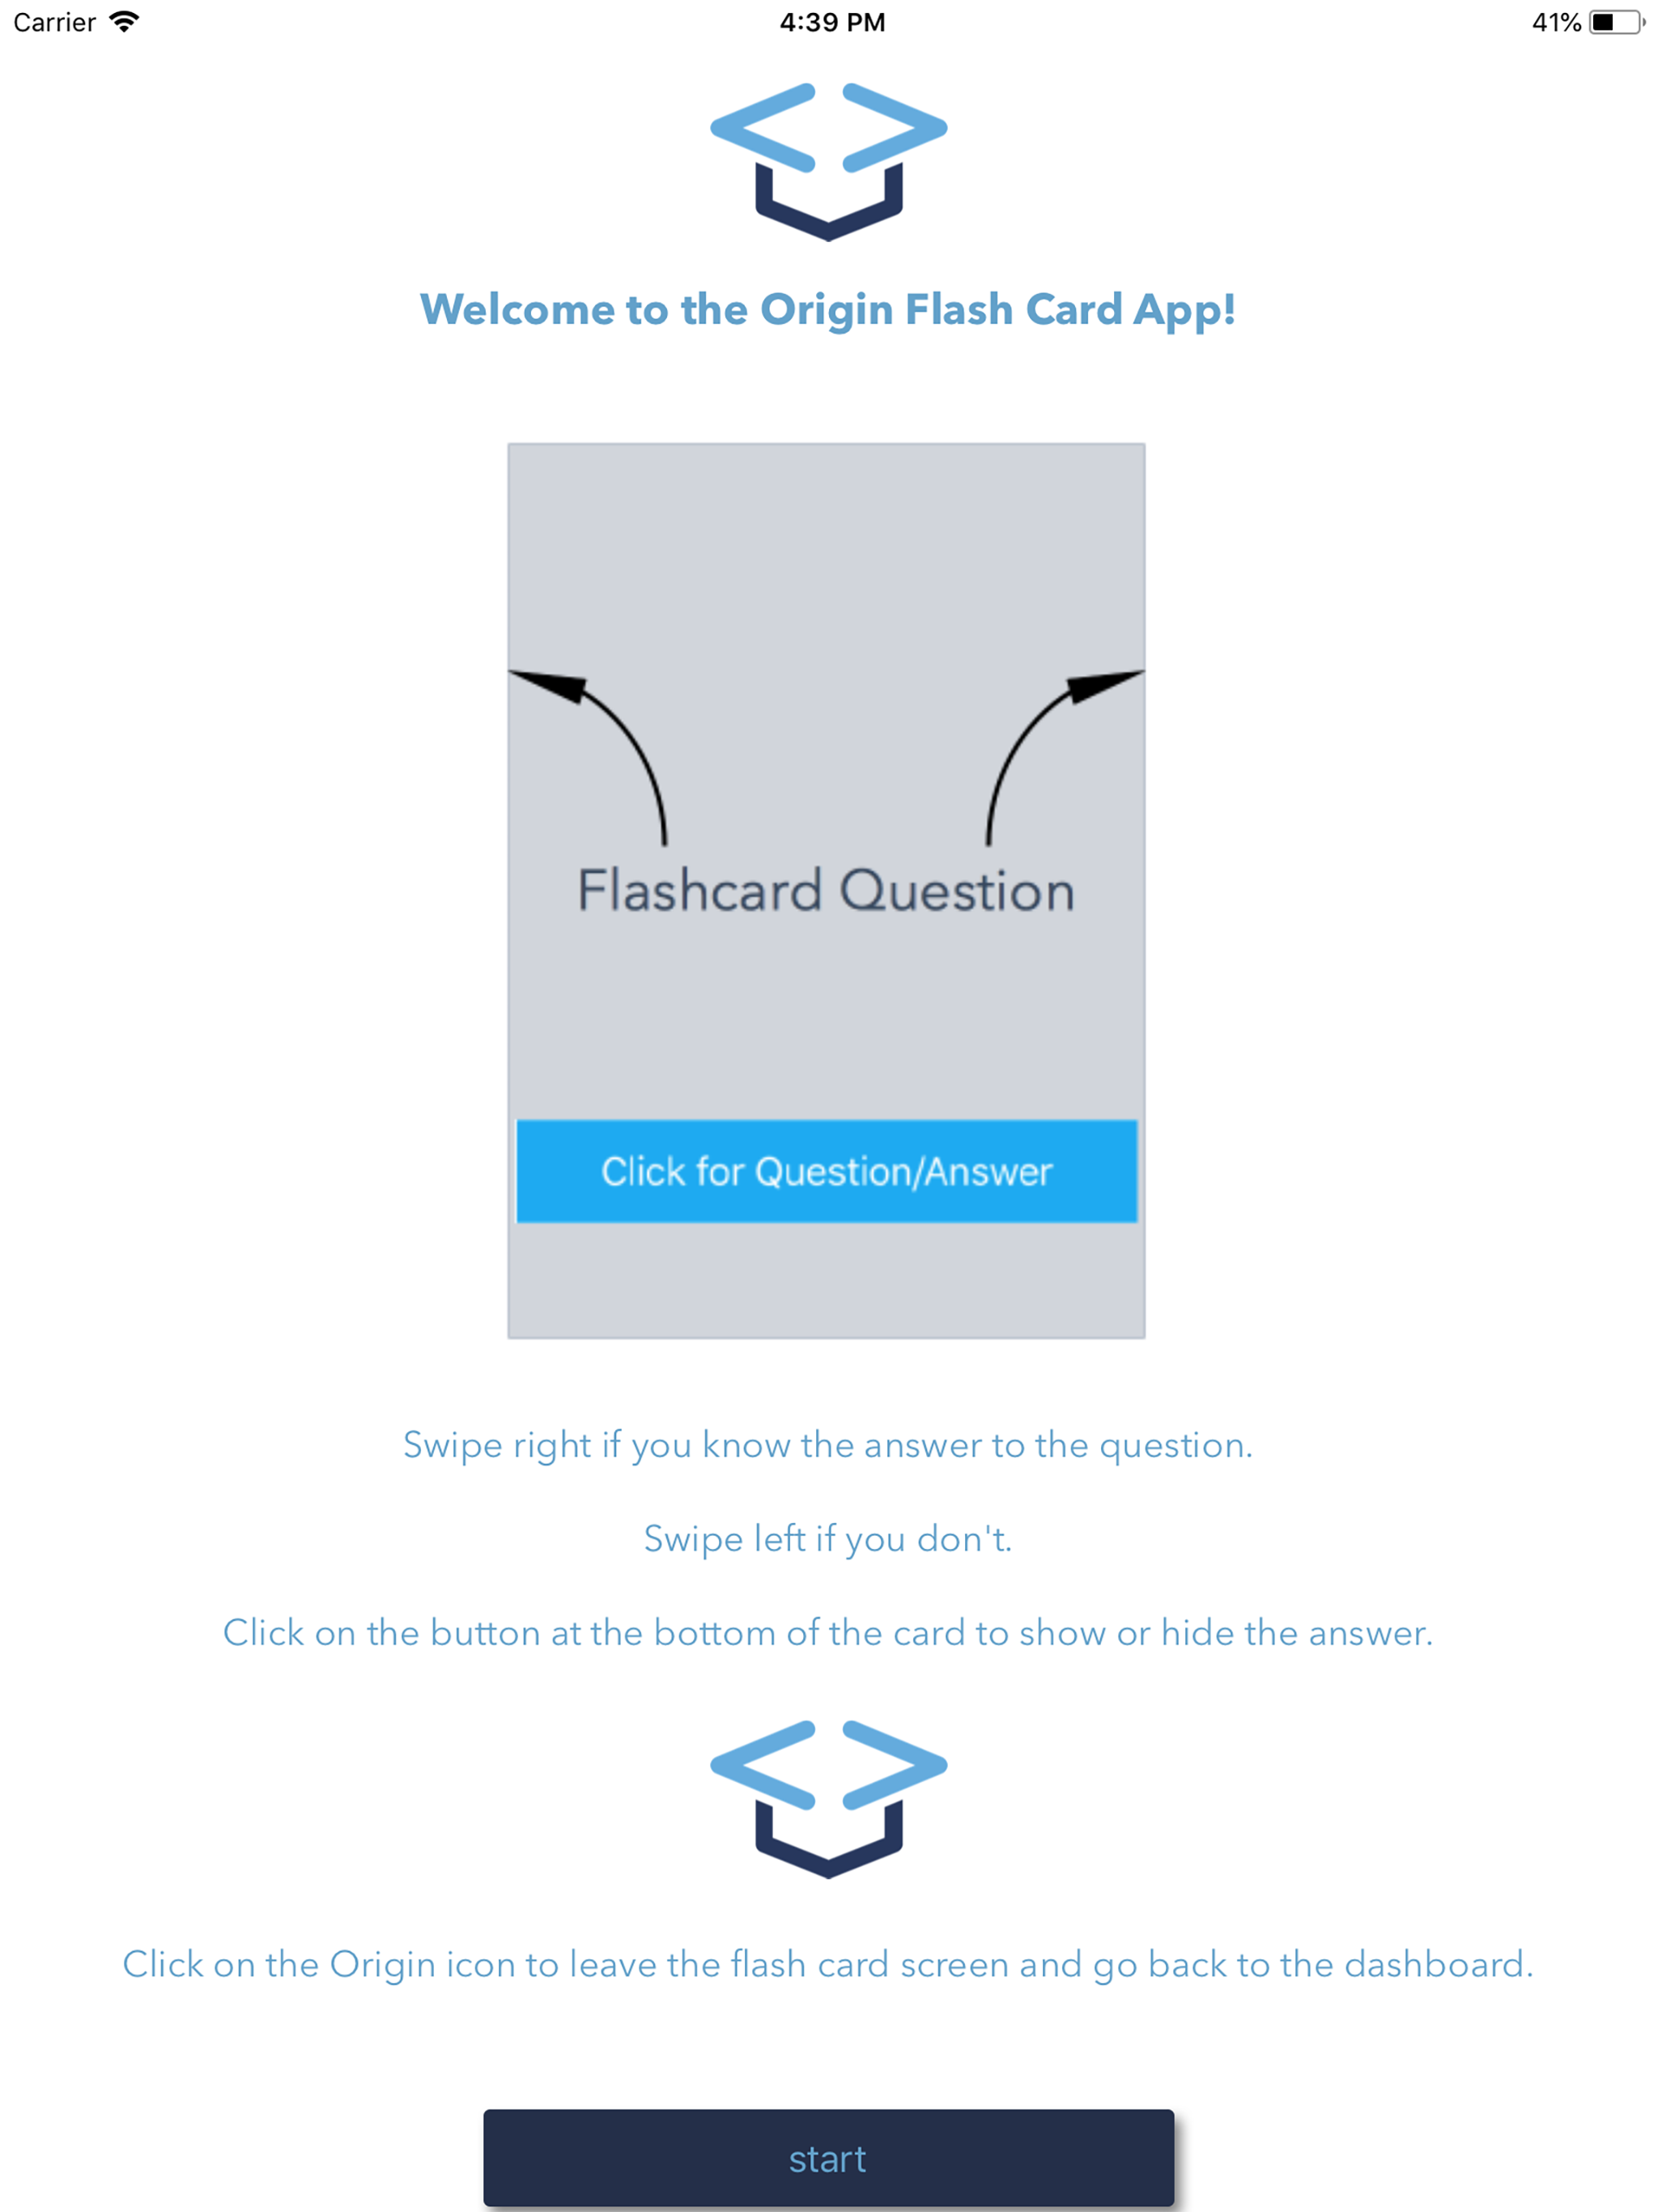 Carrier 4:39 PM 41%
Welcome to the Origin Flash Card App!
Flashcard Question
Click for Question/Answer
Swipe right if you know the answer to the question.
Swipe left if you don't.
Click on the button at the bottom of the card to show or hide the answer.
Click on the Origin icon to leave the flash card screen and go back to the dashboard.
start